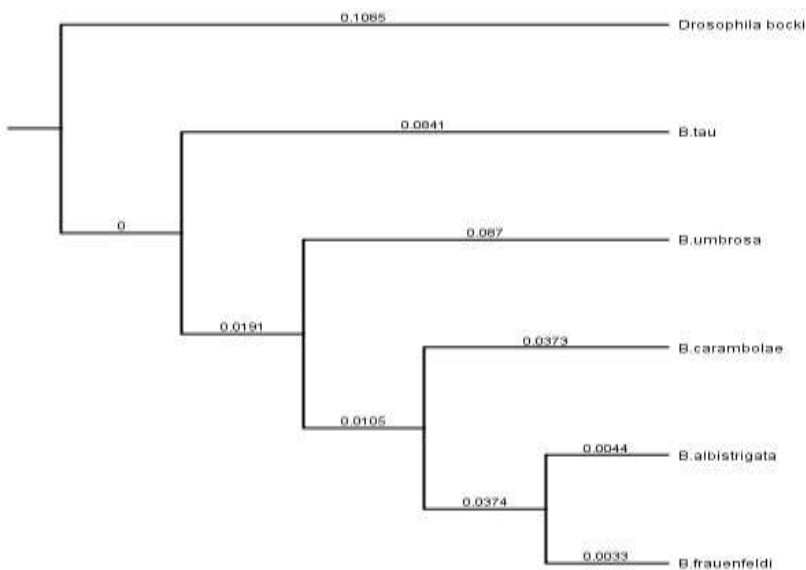 0.1085
Drosophila bocki
0.0841
B.tau
0
0.087
B.umbrosa
0.0191
0.0373
B.carambolae
0.0105
0.0044
B.albistrigata
0.0374
0.0033
B.frauenfeldi